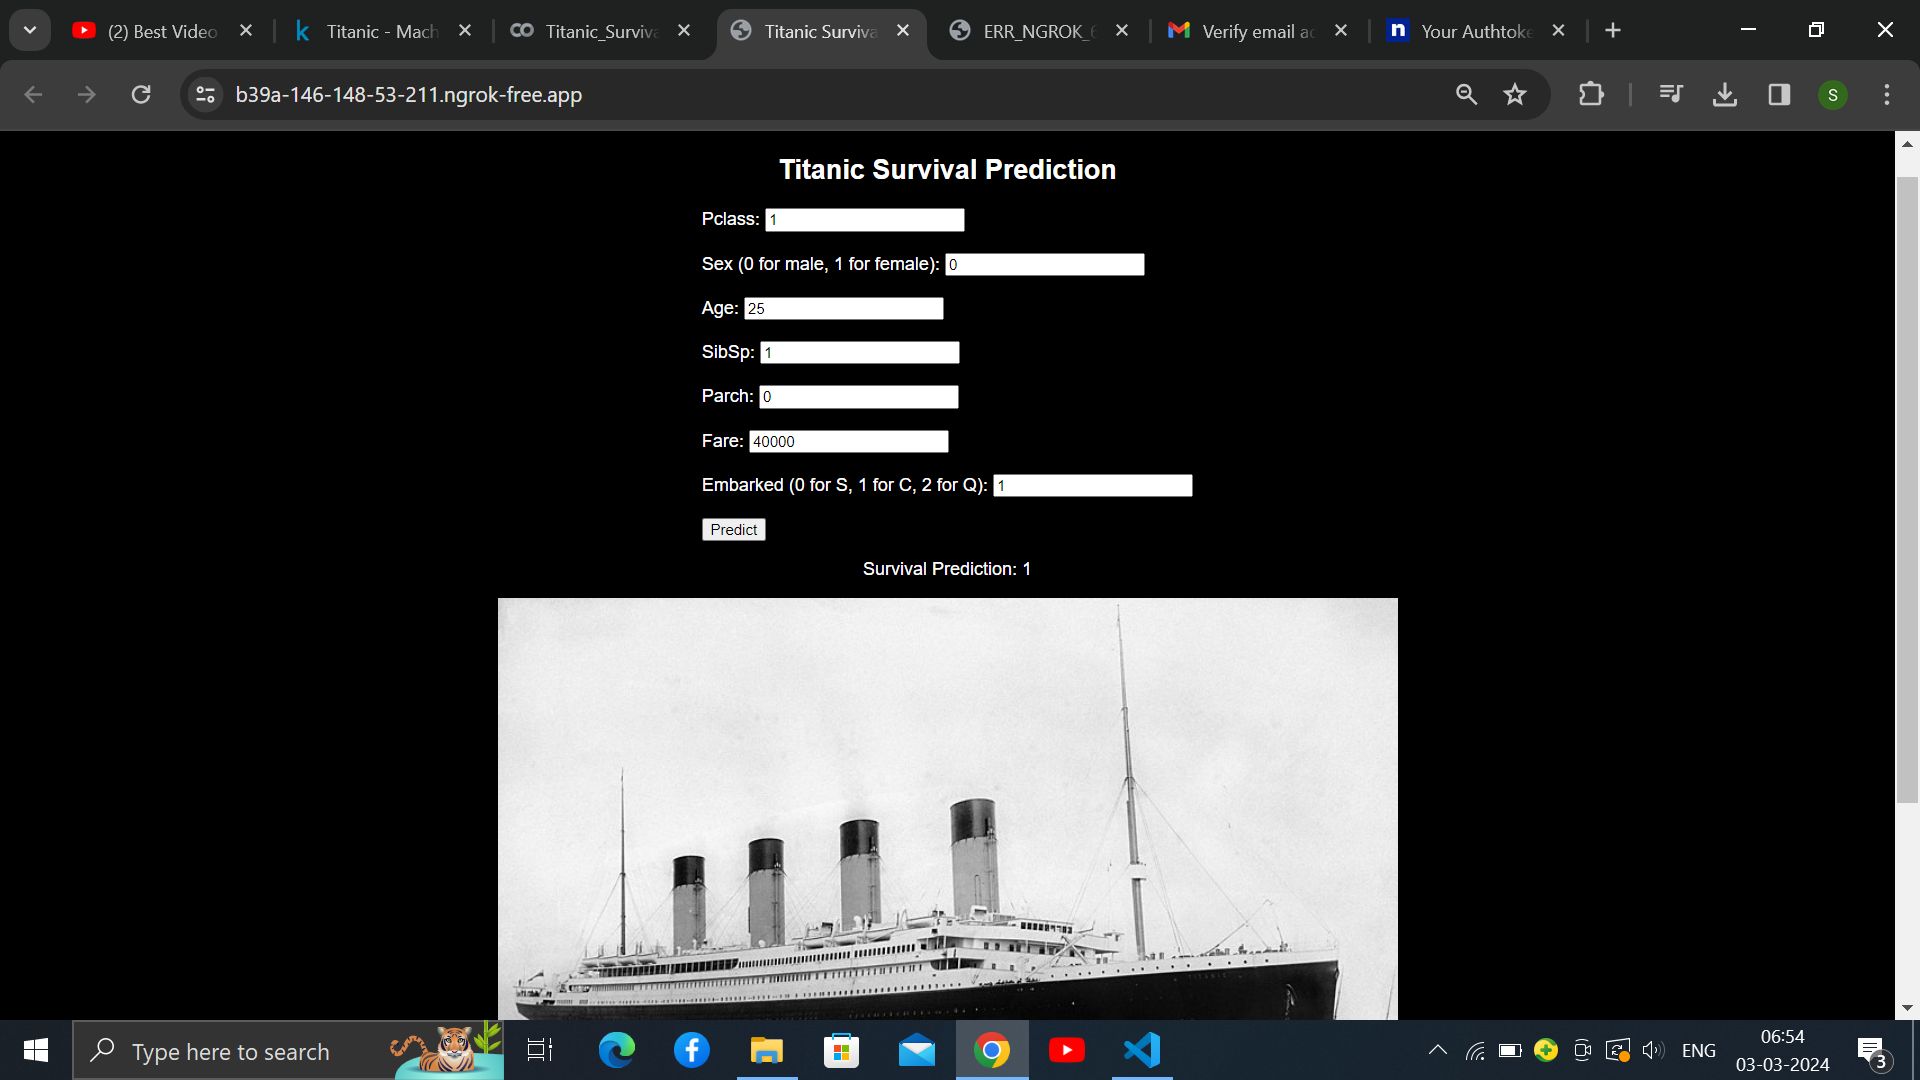 (2) Best Video
Titanic - Mach
Titanic_Surviva
Titanic Surviva
ERR_NGROK_6
Verify email ac
Your Authtoke
b39a-146-148-53-211.ngrok-free.app
S
Titanic Survival Prediction
Pclass: 1
Sex (0 for male, 1 for female): 0
Age: 25
SibSp: 1
Parch: 0
Fare: 40000
Embarked (0 for S, 1 for C, 2 for Q): 1
Predict
Survival Prediction: 1
Type here to search
ENG
06:54
03-03-2024
3